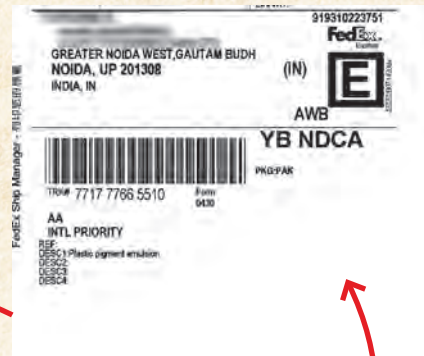 919310223751
FedEx.
Express
GREATER NOIDA WEST,GAUTAM BUDH
NOIDA, UP 201308
(IN)
INDIA, IN
E
AWB
YB NDCA
PKG:PAK
TRK# 7717 7766 5510
Form
0430
AA
INTL PRIORITY
REF:
DESC1:Plastic pigment emulsion
DESC2:
DESC3:
DESC4:
FedEx Ship Manager -